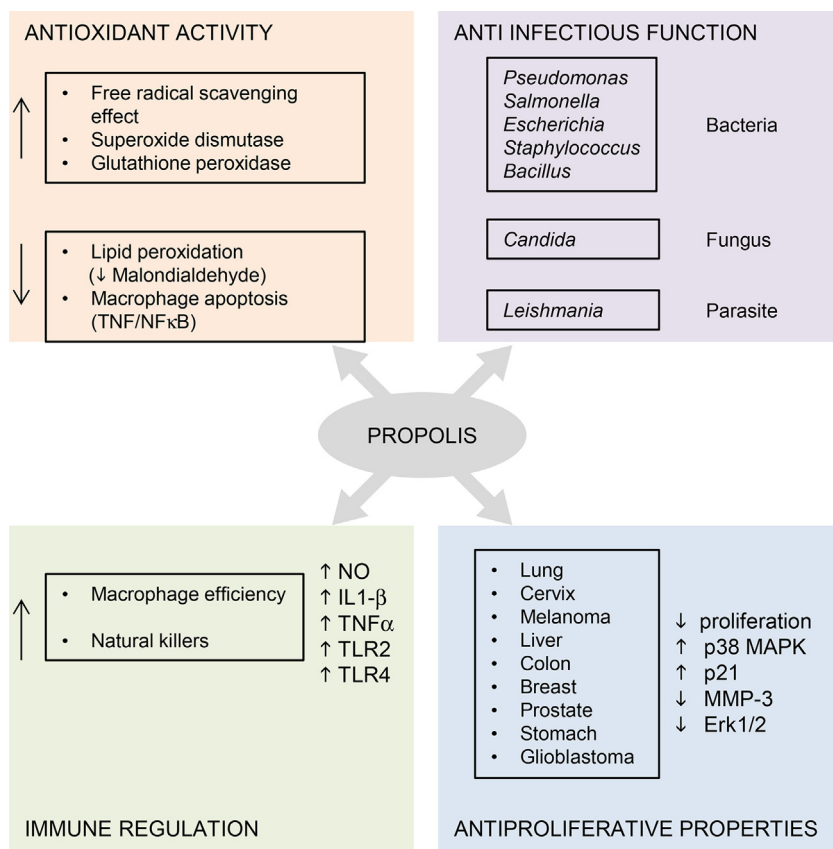 ANTIOXIDANT ACTIVITY
↑
• Free radical scavenging
effect
• Superoxide dismutase
• Glutathione peroxidase
↓
• Lipid peroxidation
(↓ Malondialdehyde)
• Macrophage apoptosis
(TNF/NFκB)
ANTI INFECTIOUS FUNCTION
Pseudomonas
Salmonella
Escherichia
Staphylococcus
Bacillus
Bacteria
Candida
Fungus
Leishmania
Parasite
PROPOLIS
↑
• Macrophage efficiency
• Natural killers
↑ NO
↑ IL1-β
↑ TNFα
↑ TLR2
↑ TLR4
IMMUNE REGULATION
• Lung
• Cervix
• Melanoma
• Liver
• Colon
• Breast
• Prostate
• Stomach
• Glioblastoma
↓ proliferation
↑ p38 MAPK
↑ p21
↓ MMP-3
↓ Erk1/2
ANTIPROLIFERATIVE PROPERTIES